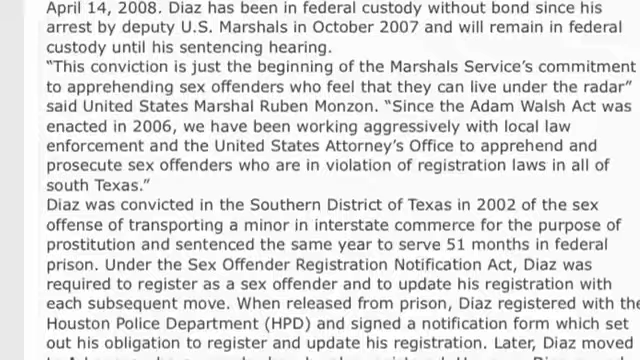 April 14, 2008. Diaz has been in federal custody without bond since his
arrest by deputy U.S. Marshals in October 2007 and will remain in federal
custody until his sentencing hearing.
“This conviction is just the beginning of the Marshals Service’s commitment
to apprehending sex offenders who feel that they can live under the radar”
said United States Marshal Ruben Monzon. “Since the Adam Walsh Act was
enacted in 2006, we have been working aggressively with local law
enforcement and the United States Attorney’s Office to apprehend and
prosecute sex offenders who are in violation of registration laws in all of
south Texas.”
Diaz was convicted in the Southern District of Texas in 2002 of the sex
offense of transporting a minor in interstate commerce for the purpose of
prostitution and sentenced the same year to serve 51 months in federal
prison. Under the Sex Offender Registration Notification Act, Diaz was
required to register as a sex offender and to update his registration with
each subsequent move. When released from prison, Diaz registered with the
Houston Police Department (HPD) and signed a notification form which set
out his obligation to register and update his registration. Later, Diaz moved